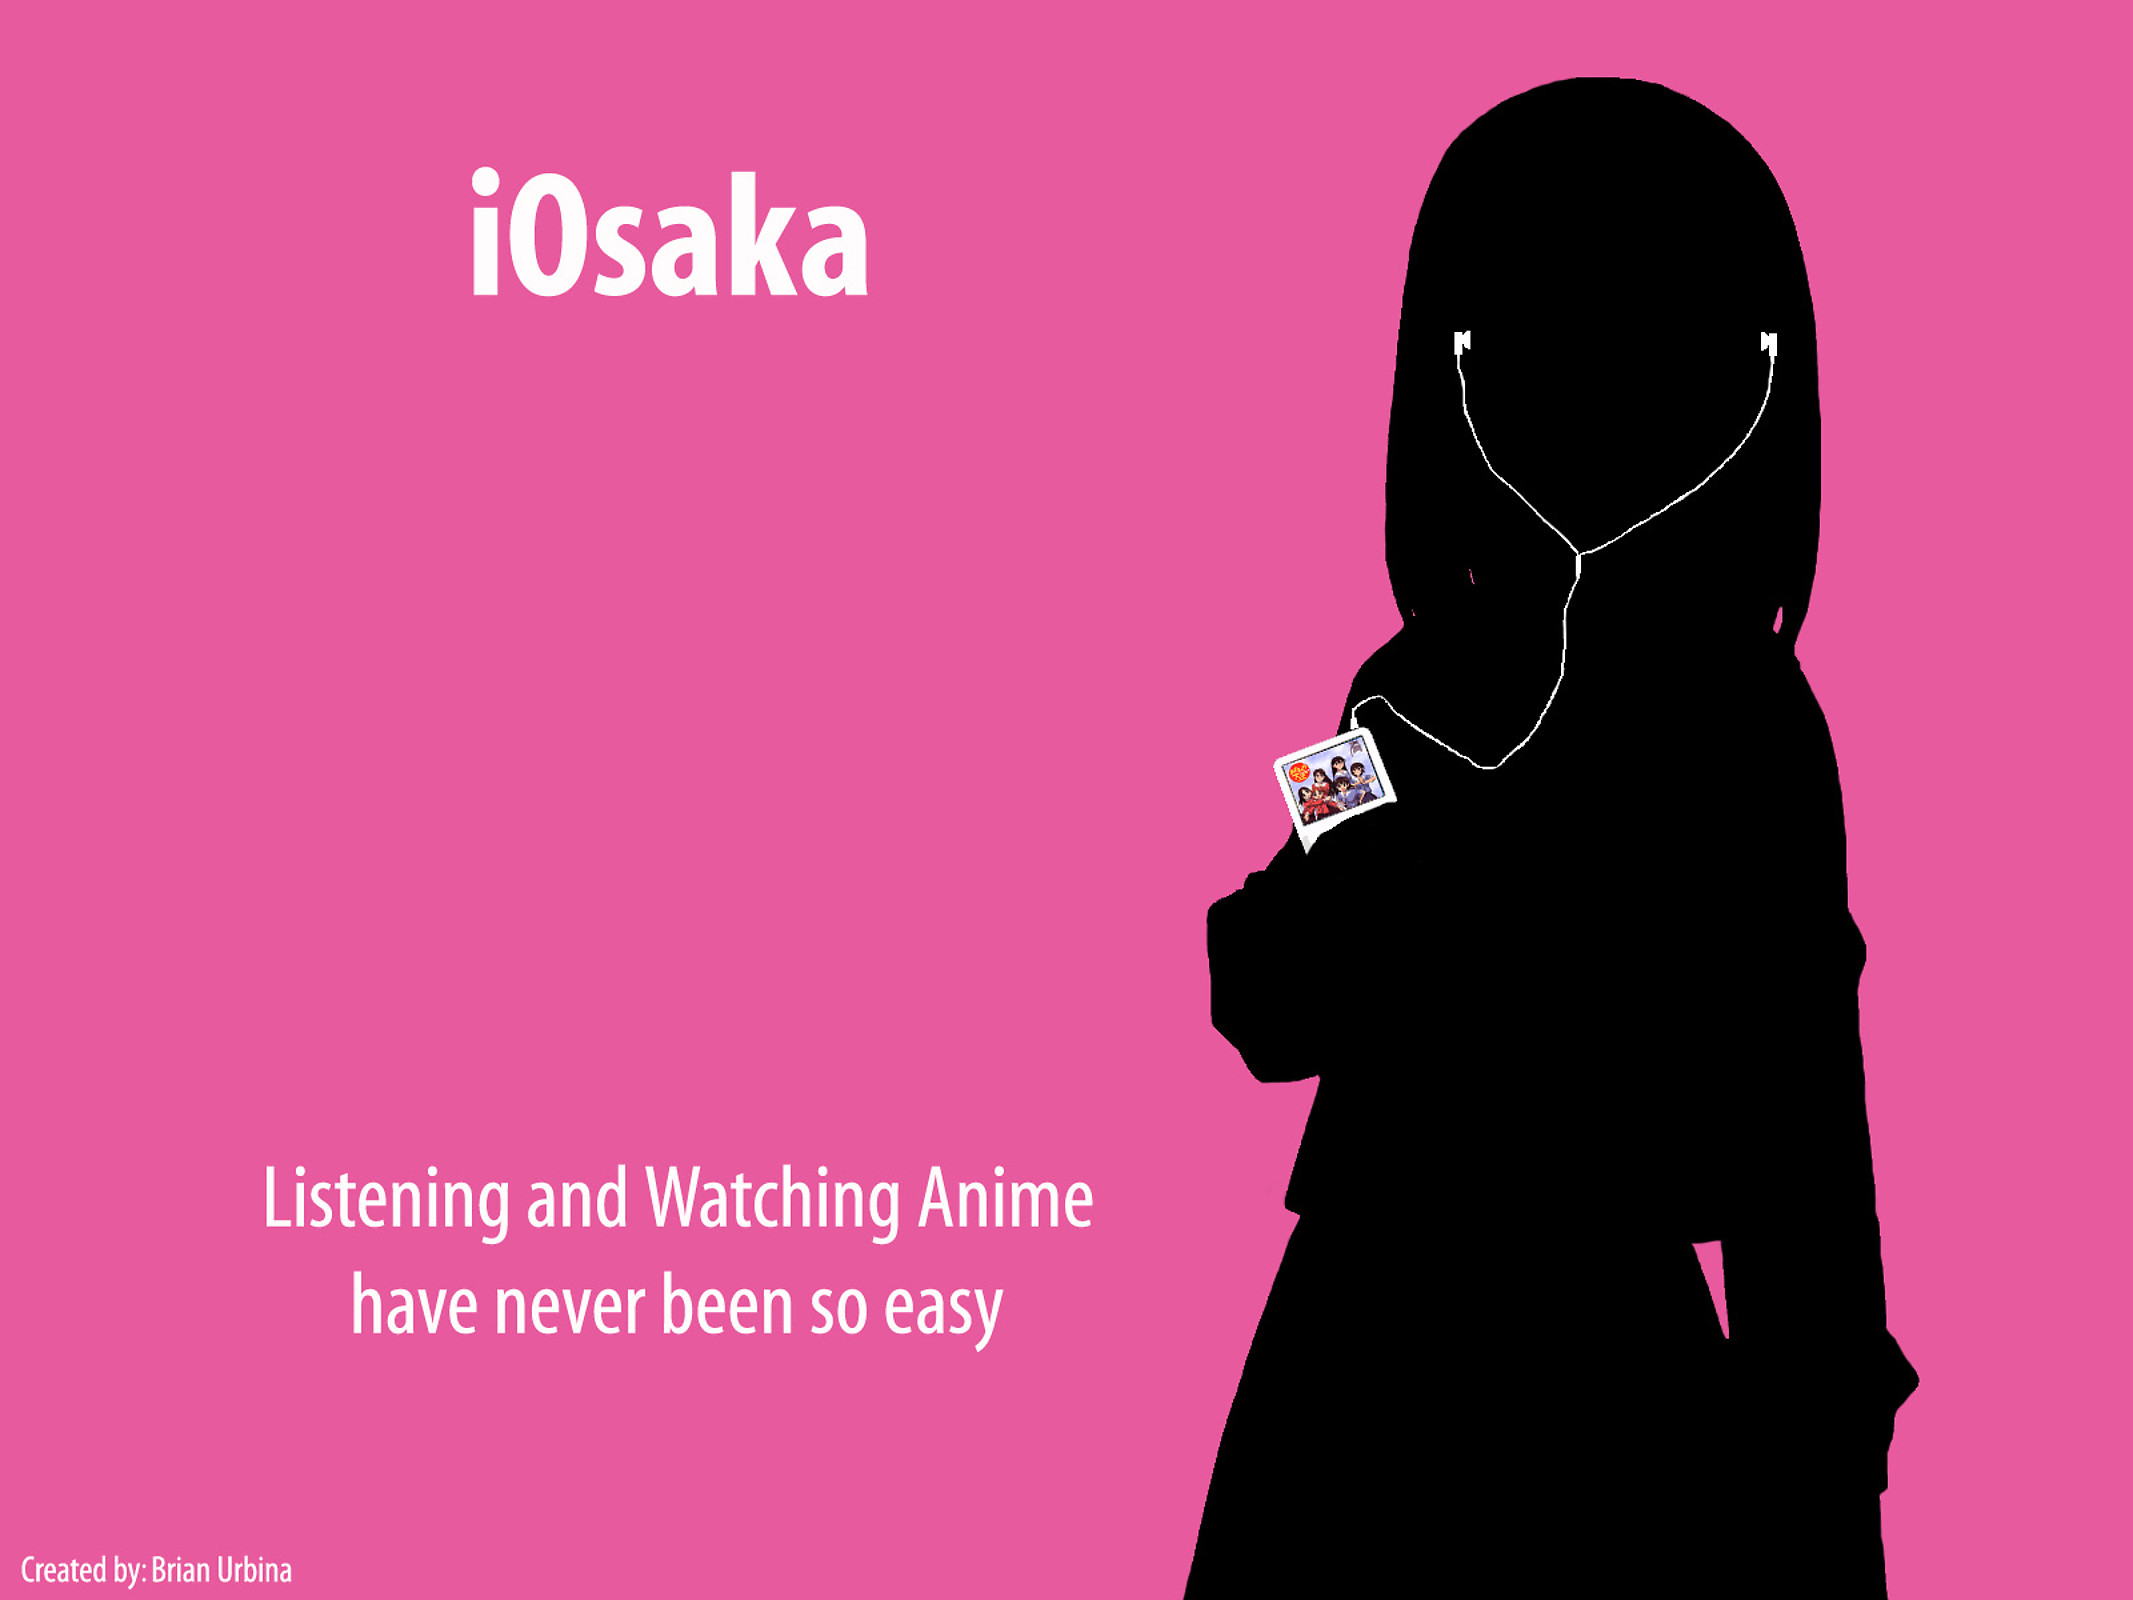 iOsaka
Listening and Watching Anime
have never been so easy
Created by: Brian Urbina